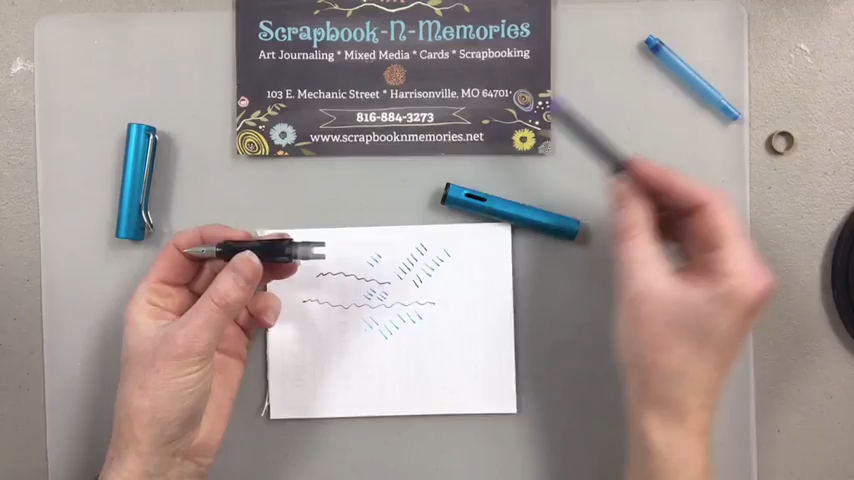 Scrapbook-N-Memories
Art Journaling * Mixed Media * Cards * Scrapbooking
103 E. Mechanic Street * Harrisonville, MO 64701
816-884-3273
www.scrapbooknmemories.net